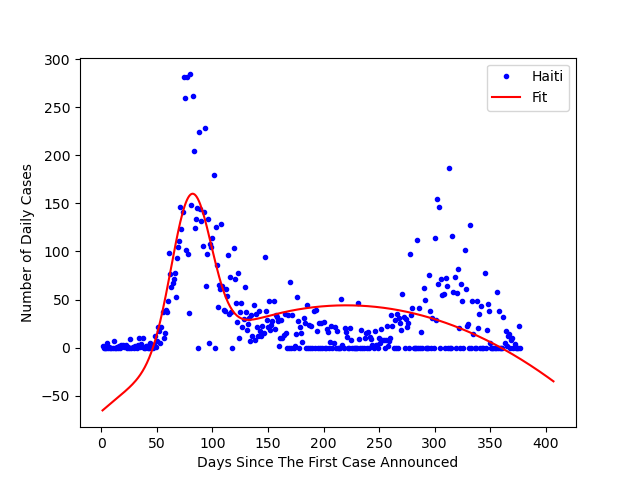 300
250
200
150
100
50
0
−50
0 50 100 150 200 250 300 350 400
Number of Daily Cases
Days Since The First Case Announced
Haiti
Fit